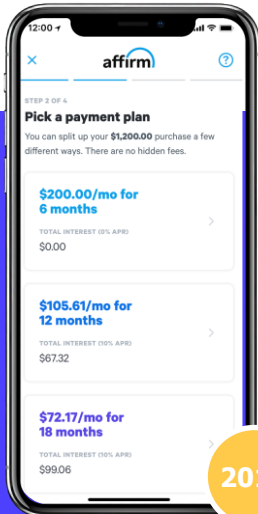 12:00
affirm
STEP 2 OF 4
Pick a payment plan
You can split up your $1,200.00 purchase a few
different ways. There are no hidden fees.
$200.00/mo for
6 months
TOTAL INTEREST (0% APR)
$0.00
$105.61/mo for
12 months
TOTAL INTEREST (10% APR)
$67.32
$72.17/mo for
18 months
TOTAL INTEREST (10% APR)
$99.06